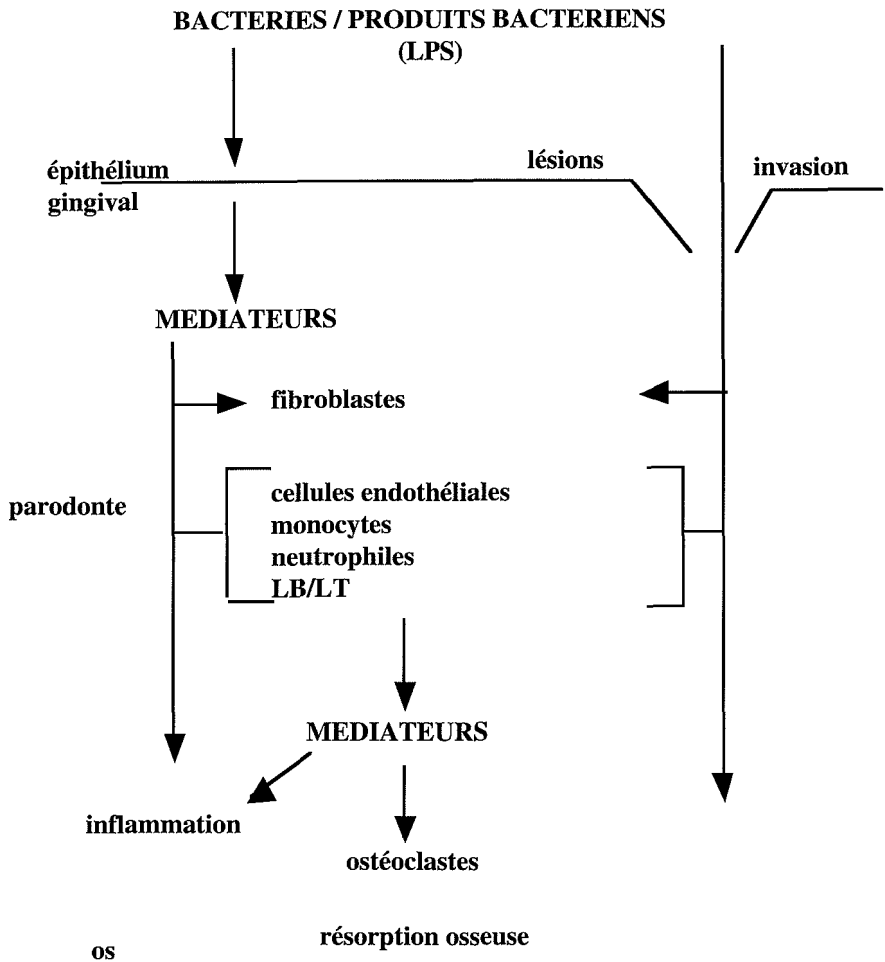 BACTERIES / PRODUITS BACTERIENS
(LPS)
épithélium
gingival
lésions
invasion
MEDIATEURS
fibroblastes
parodonte
cellules endothéliales
monocytes
neutrophiles
LB/LT
MEDIATEURS
inflammation
ostéoclastes
résorption osseuse
os